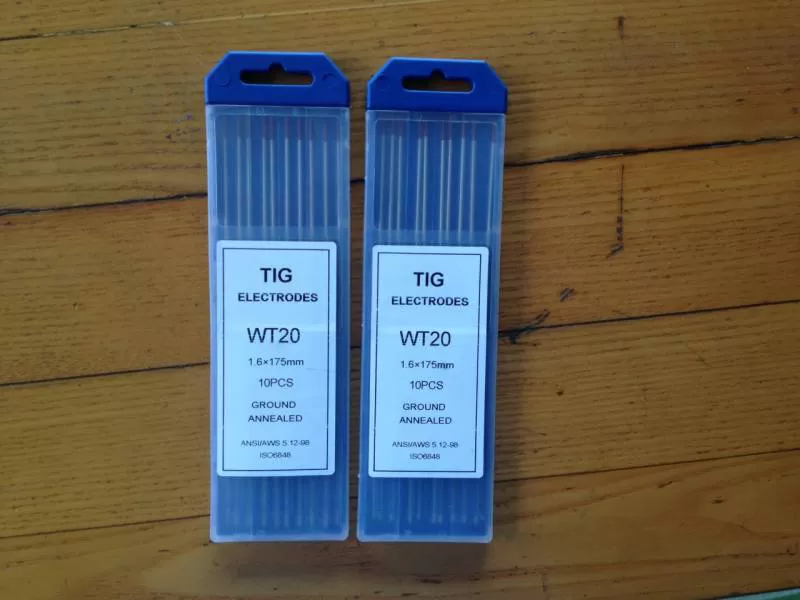 TIG
ELECTRODES
WT20
1.6×175mm
10PCS
GROUND
ANNEALED
ANSI/AWS 5.12-98
ISO6848
TIG
ELECTRODES
WT20
1.6×175mm
10PCS
GROUND
ANNEALED
ANSI/AWS 5.12-98
ISO6848